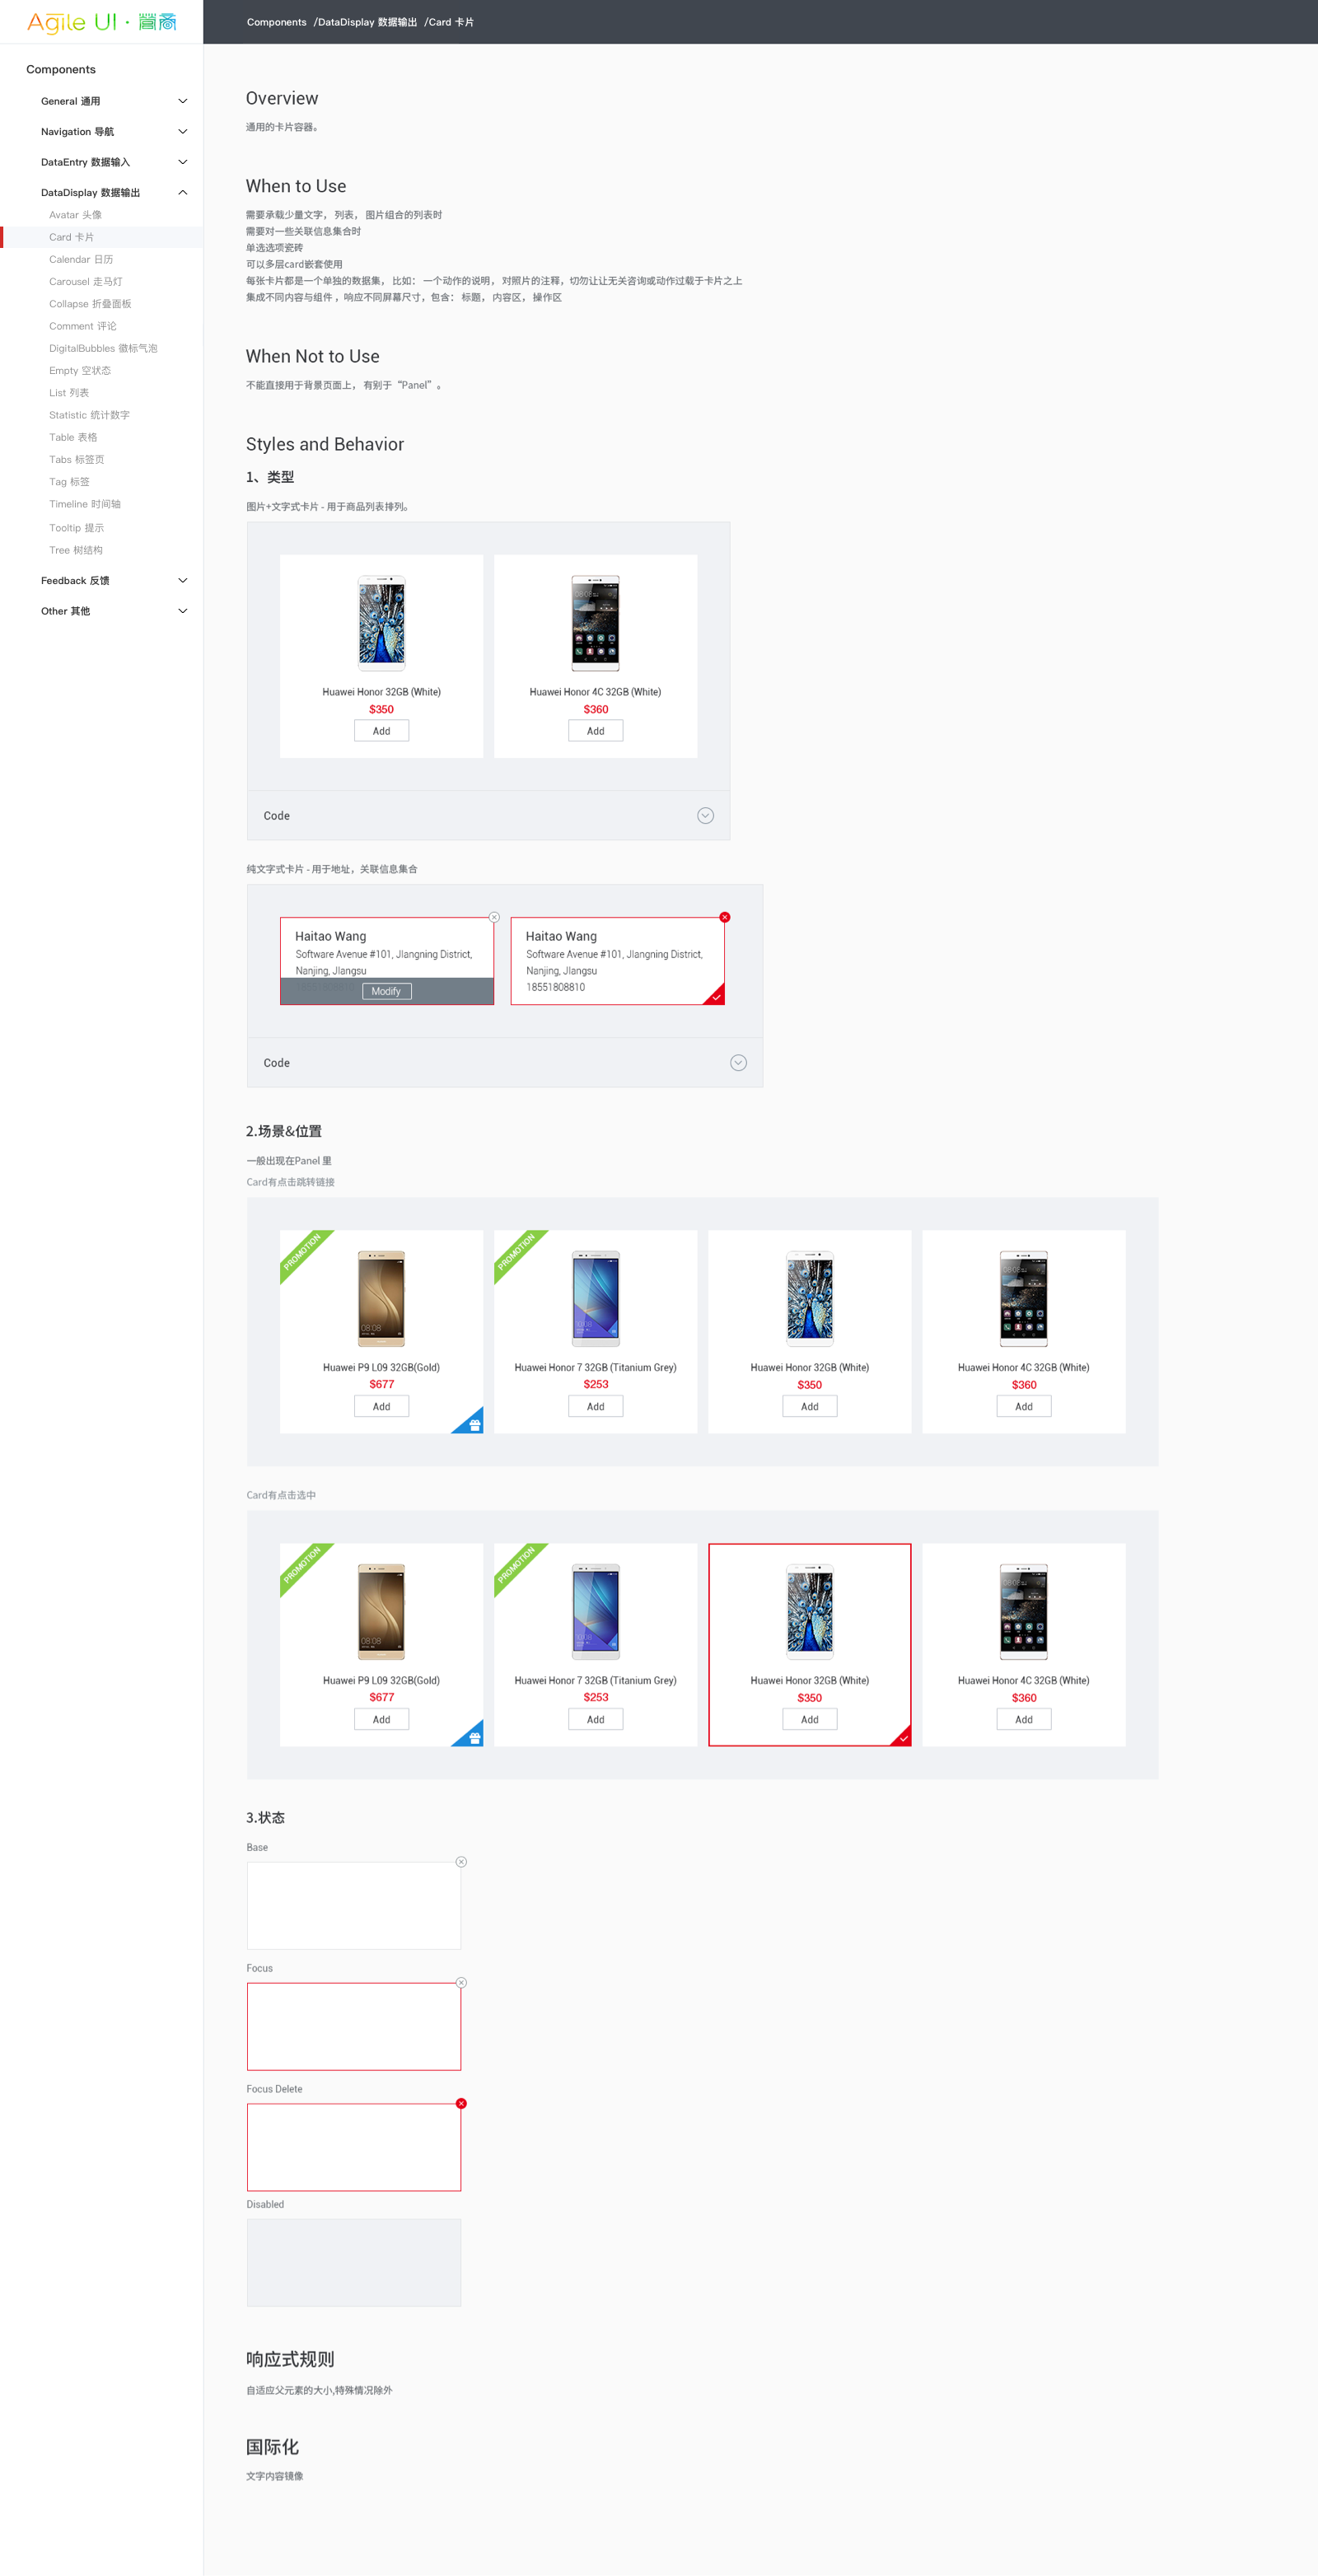 Agile UI · 营商
Components /DataDisplay 数据输出 /Card 卡片
Components
General 通用
Navigation 导航
DataEntry 数据输入
DataDisplay 数据输出
Avatar 头像
Card 卡片
Calendar 日历
Carousel 走马灯
Collapse 折叠面板
Comment 评论
DigitalBubbles 徽标气泡
Empty 空状态
List 列表
Statistic 统计数字
Table 表格
Tabs 标签页
Tag 标签
Timeline 时间轴
Tooltip 提示
Tree 树结构
Feedback 反馈
Other 其他
Overview
通用的卡片容器。
When to Use
需要承载少量文字， 列表， 图片组合的列表时
需要对一些关联信息集合时
单选选项瓷砖
可以多层card嵌套使用
每张卡片都是一个单独的数据集， 比如： 一个动作的说明， 对照片的注释，切勿让让无关咨询或动作过载于卡片之上
集成不同内容与组件 ，响应不同屏幕尺寸，包含： 标题， 内容区， 操作区
When Not to Use
不能直接用于背景页面上， 有别于“Panel”。
Styles and Behavior
1、类型
图片+文字式卡片 - 用于商品列表排列。
Huawei Honor 32GB (White)
$350
Add
Huawei Honor 4C 32GB (White)
$360
Add
Code
纯文字式卡片 - 用于地址，关联信息集合
Haitao Wang
Software Avenue #101, JIangning District,
Nanjing, JIangsu
Modify
Haitao Wang
Software Avenue #101, JIangning District,
Nanjing, JIangsu
18551808810
Code
2.场景&位置
一般出现在Panel 里
Card有点击跳转链接
PROMOTION
08:08
Huawei P9 L09 32GB(Gold)
$677
Add
PROMOTION
Huawei Honor 7 32GB (Titanium Grey)
$253
Add
Huawei Honor 32GB (White)
$350
Add
Huawei Honor 4C 32GB (White)
$360
Add
Card有点击选中
PROMOTION
08:08
Huawei P9 L09 32GB(Gold)
$677
Add
PROMOTION
Huawei Honor 7 32GB (Titanium Grey)
$253
Add
Huawei Honor 32GB (White)
$350
Add
Huawei Honor 4C 32GB (White)
$360
Add
3.状态
Base
Focus
Focus Delete
Disabled
响应式规则
自适应父元素的大小,特殊情况除外
国际化
文字内容镜像